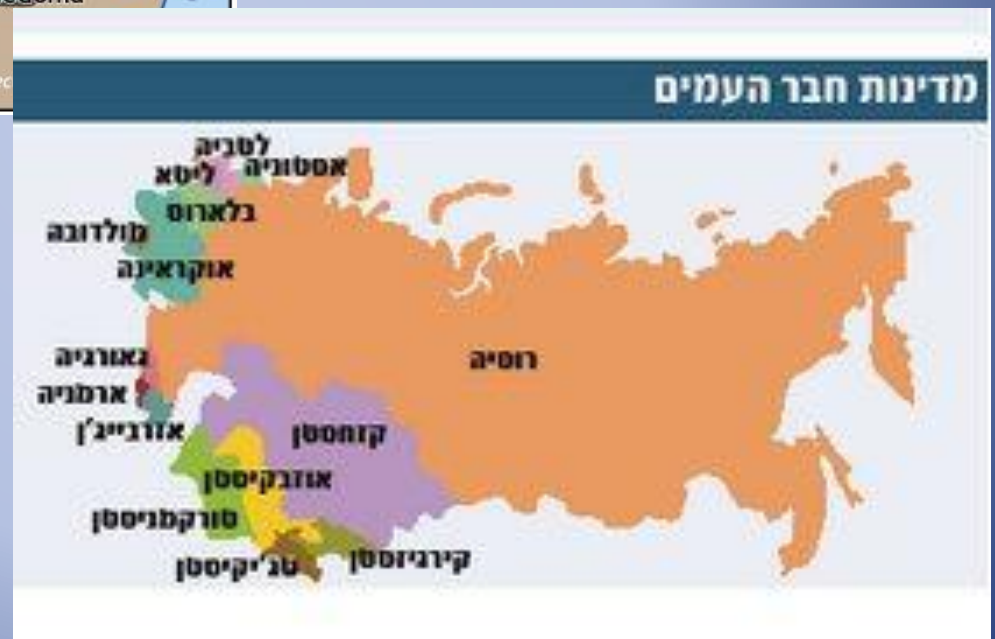 מדינות חבר העמים
לטביה
אסטוניה
ליטא
בלארוס
מולדובה
אוקראינה
רוסיה
גאורגיה
ארמניה
אזרבייג'ן
קזחסטן
אוזבקיסטן
טורקמניסטן
קירגיזסטן
טג'יקיסטן